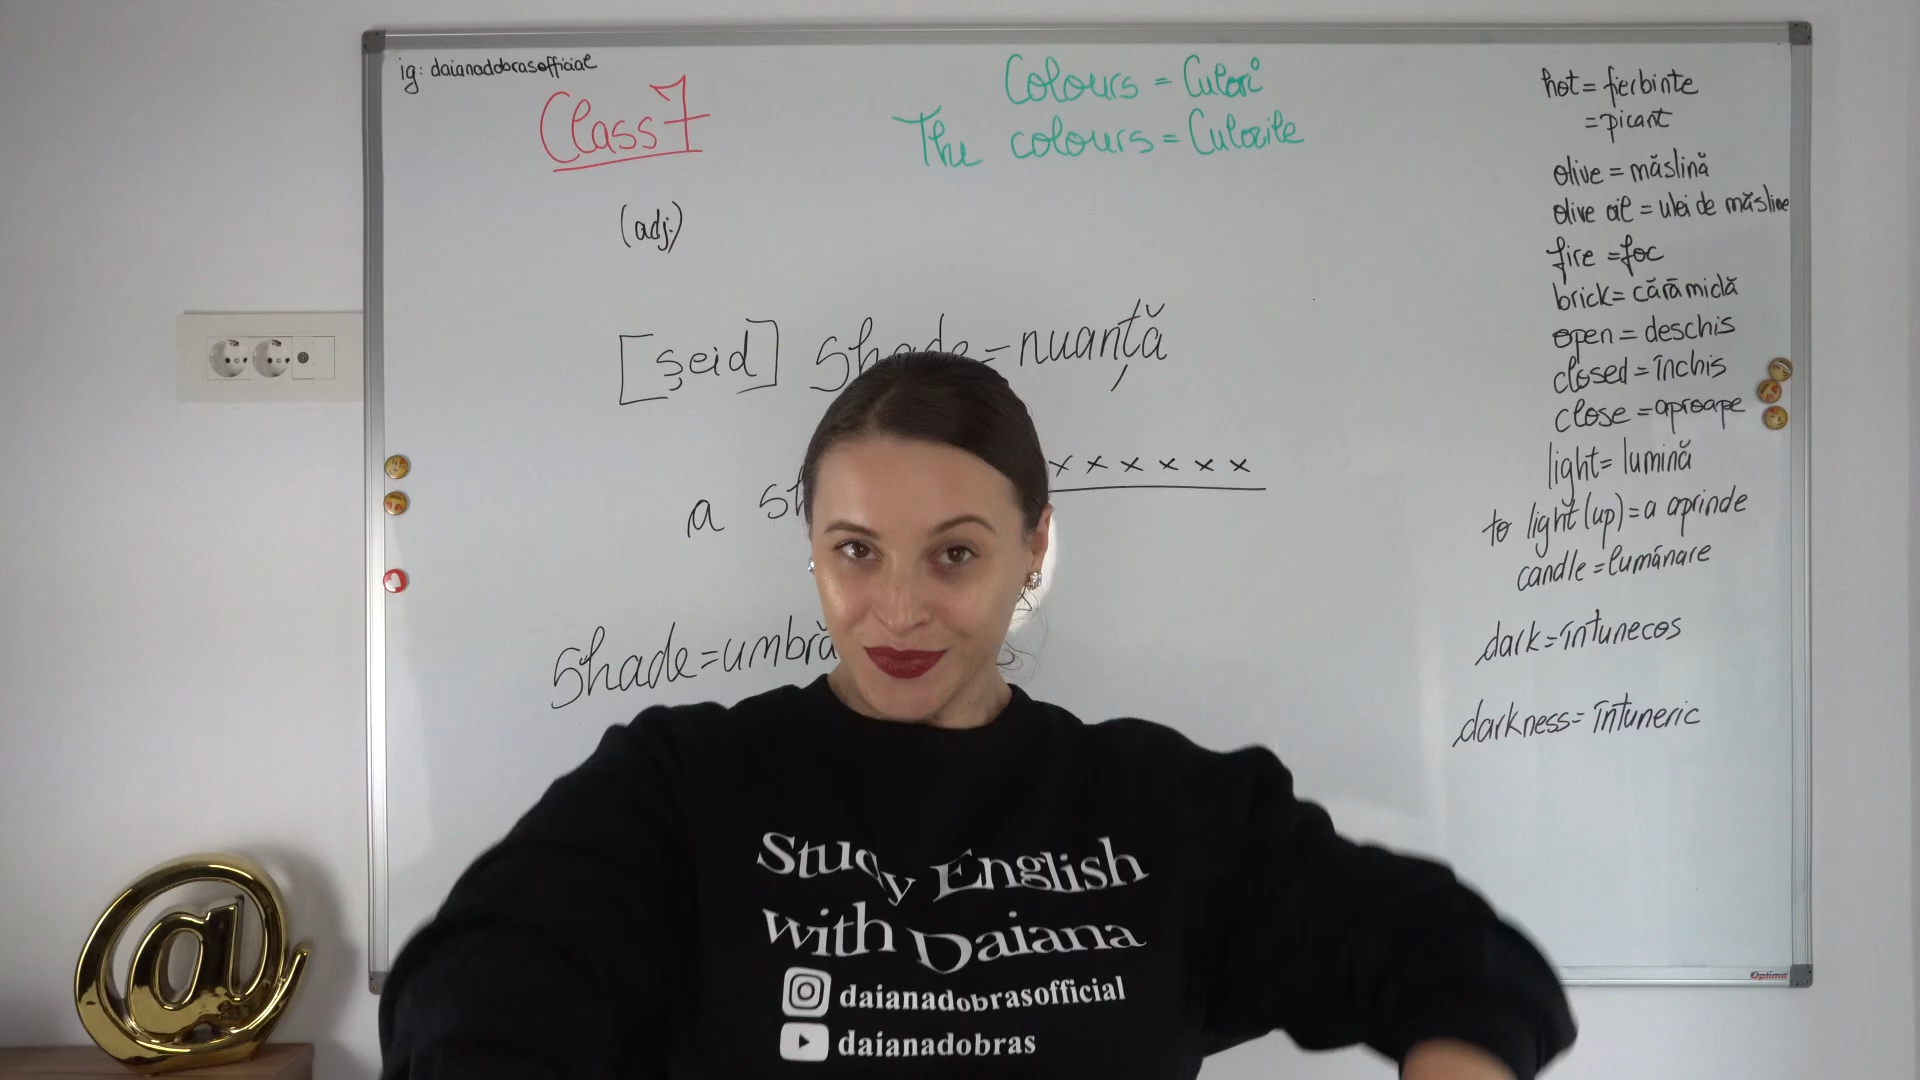 ig: daianadobrasofficial
Class 7
Colours = Culori
The colours = Culorile
(adj.)
[șeid] Shade = nuanță
a
x x x x x x
Shade = umbră
hot = fierbinte
= picant
olive = măslină
olive oil = ulei de măsline
fire = foc
brick = cărămidă
open = deschis
closed = închis
close = aproape
light = lumină
to light (up) = a aprinde
candle = lumânare
dark = întunecos
darkness = întuneric
Optima
Study English
with Daiana
daianadobrasofficial
daianadobras
@